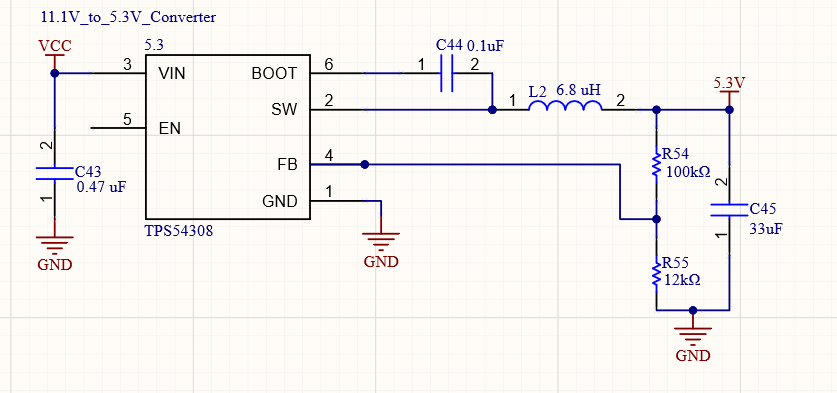 11.1V_to_5.3V_Converter
VCC
5.3
C44 0.1uF
3
VIN
BOOT
6
1
2
5.3V
SW
2
1
L2 6.8 uH
2
5
EN
2
C43
0.47 uF
1
FB
4
R54
100kΩ
2
GND
1
C45
33uF
1
TPS54308
GND
GND
R55
12kΩ
GND